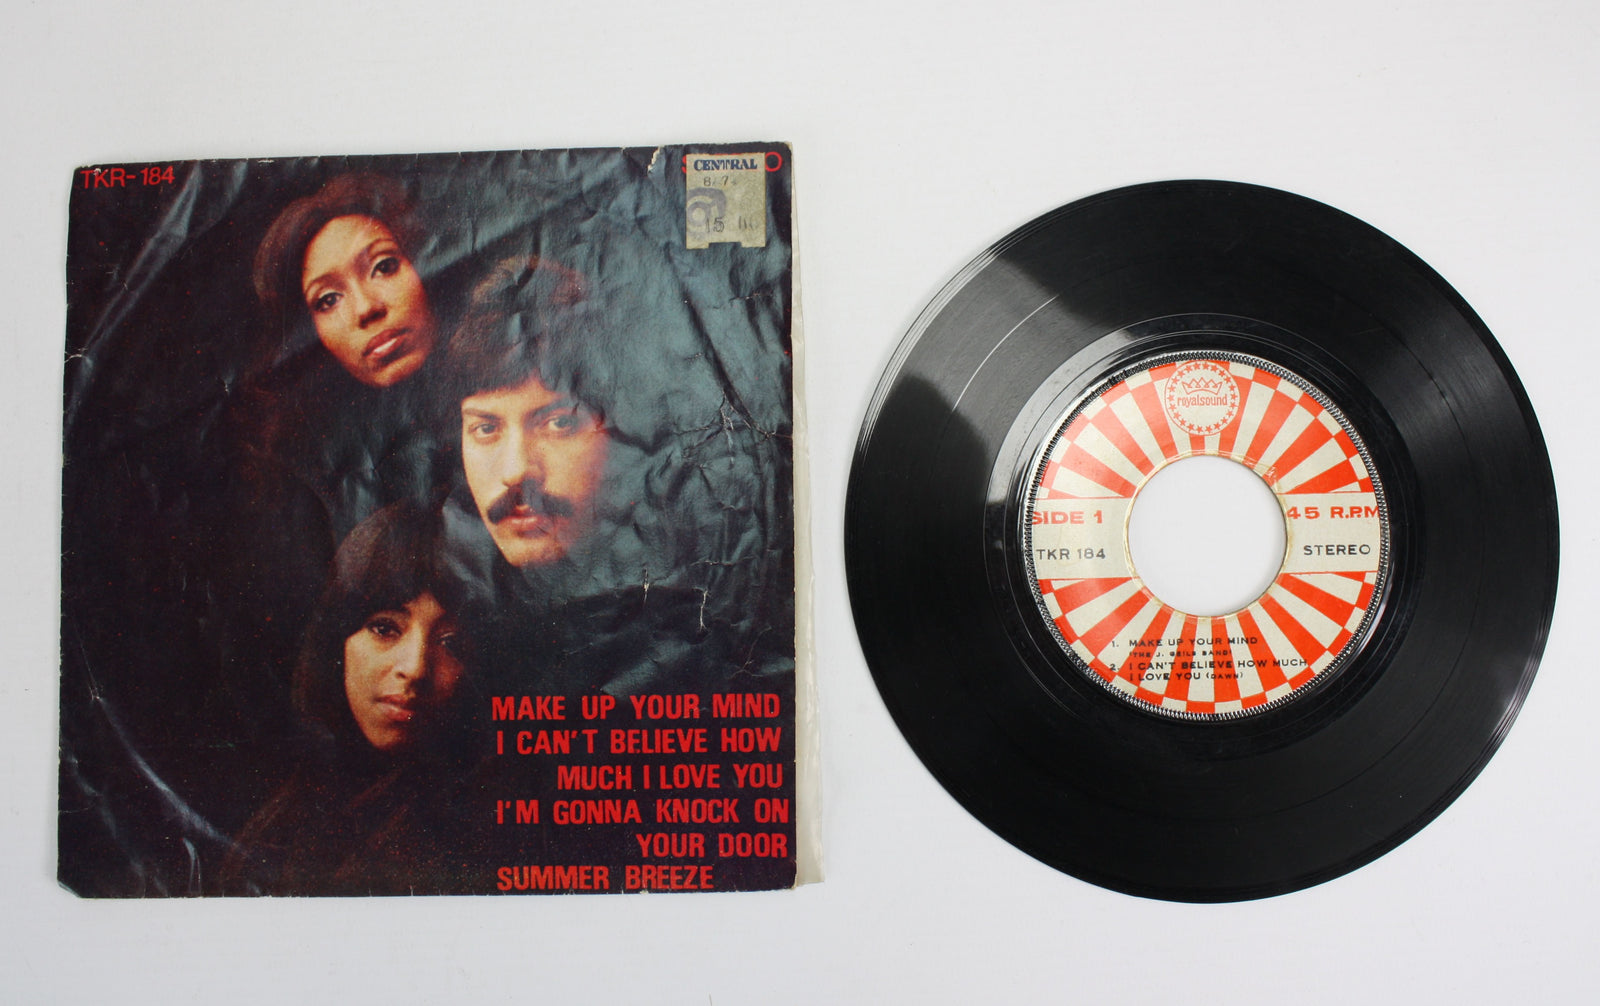 TKR-184
CENTRAL
MAKE UP YOUR MIND
I CAN'T BELIEVE HOW
MUCH I LOVE YOU
I'M GONNA KNOCK ON
YOUR DOOR
SUMMER BREEZE
royalsound
SIDE 1
45 R.P.M
TKR 184
STEREO
1. MAKE UP YOUR MIND
(THE J. GEILS BAND)
2. I CAN'T BELIEVE HOW MUCH
I LOVE YOU (DAWN)